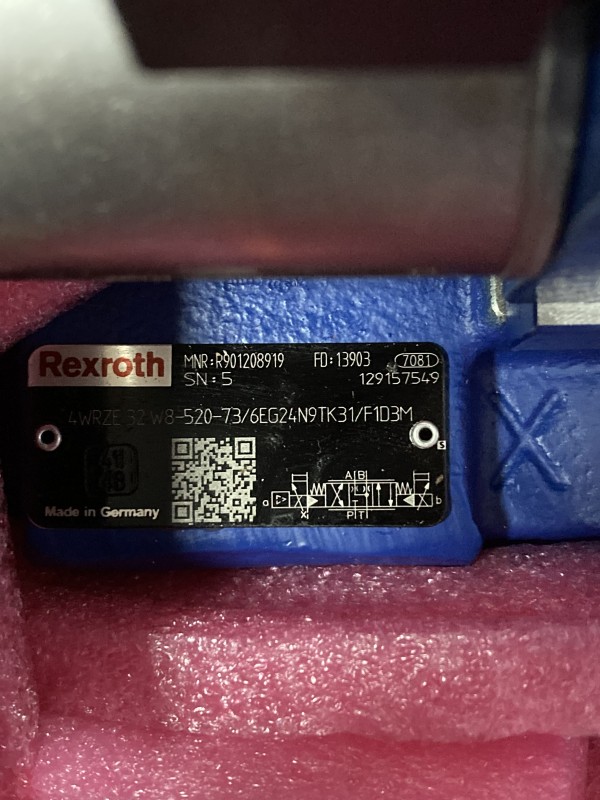 Rexroth
MNR:R901208919 FD:13903 7081
SN:5 129157549
4WRZE 32 W8-520-73/6EG24N9TK31/F1D3M
S
A B
a b
X
P T
Made in Germany
X